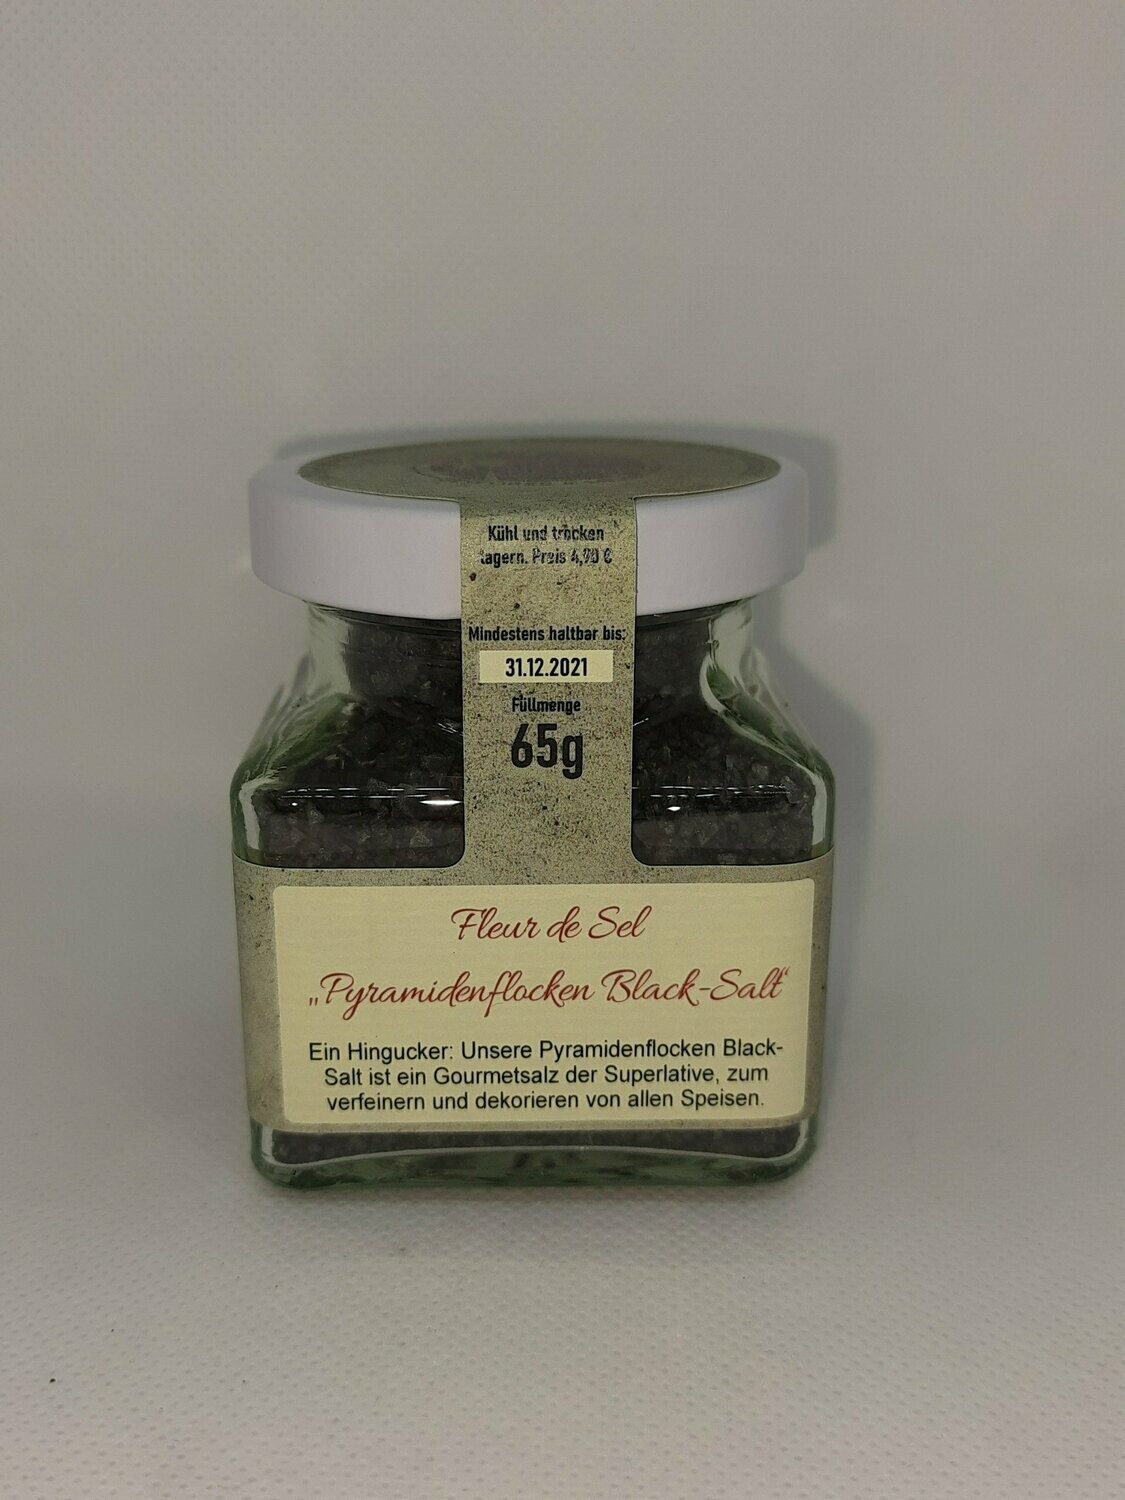 Kühl und trocken
lagern. Preis 4,90 €
Mindestens haltbar bis:
31.12.2021
Füllmenge
65g
Fleur de Sel
„Pyramidenflocken Black-Salt“
Ein Hingucker: Unsere Pyramidenflocken Black-
Salt ist ein Gourmetsalz der Superlative, zum
verfeinern und dekorieren von allen Speisen.